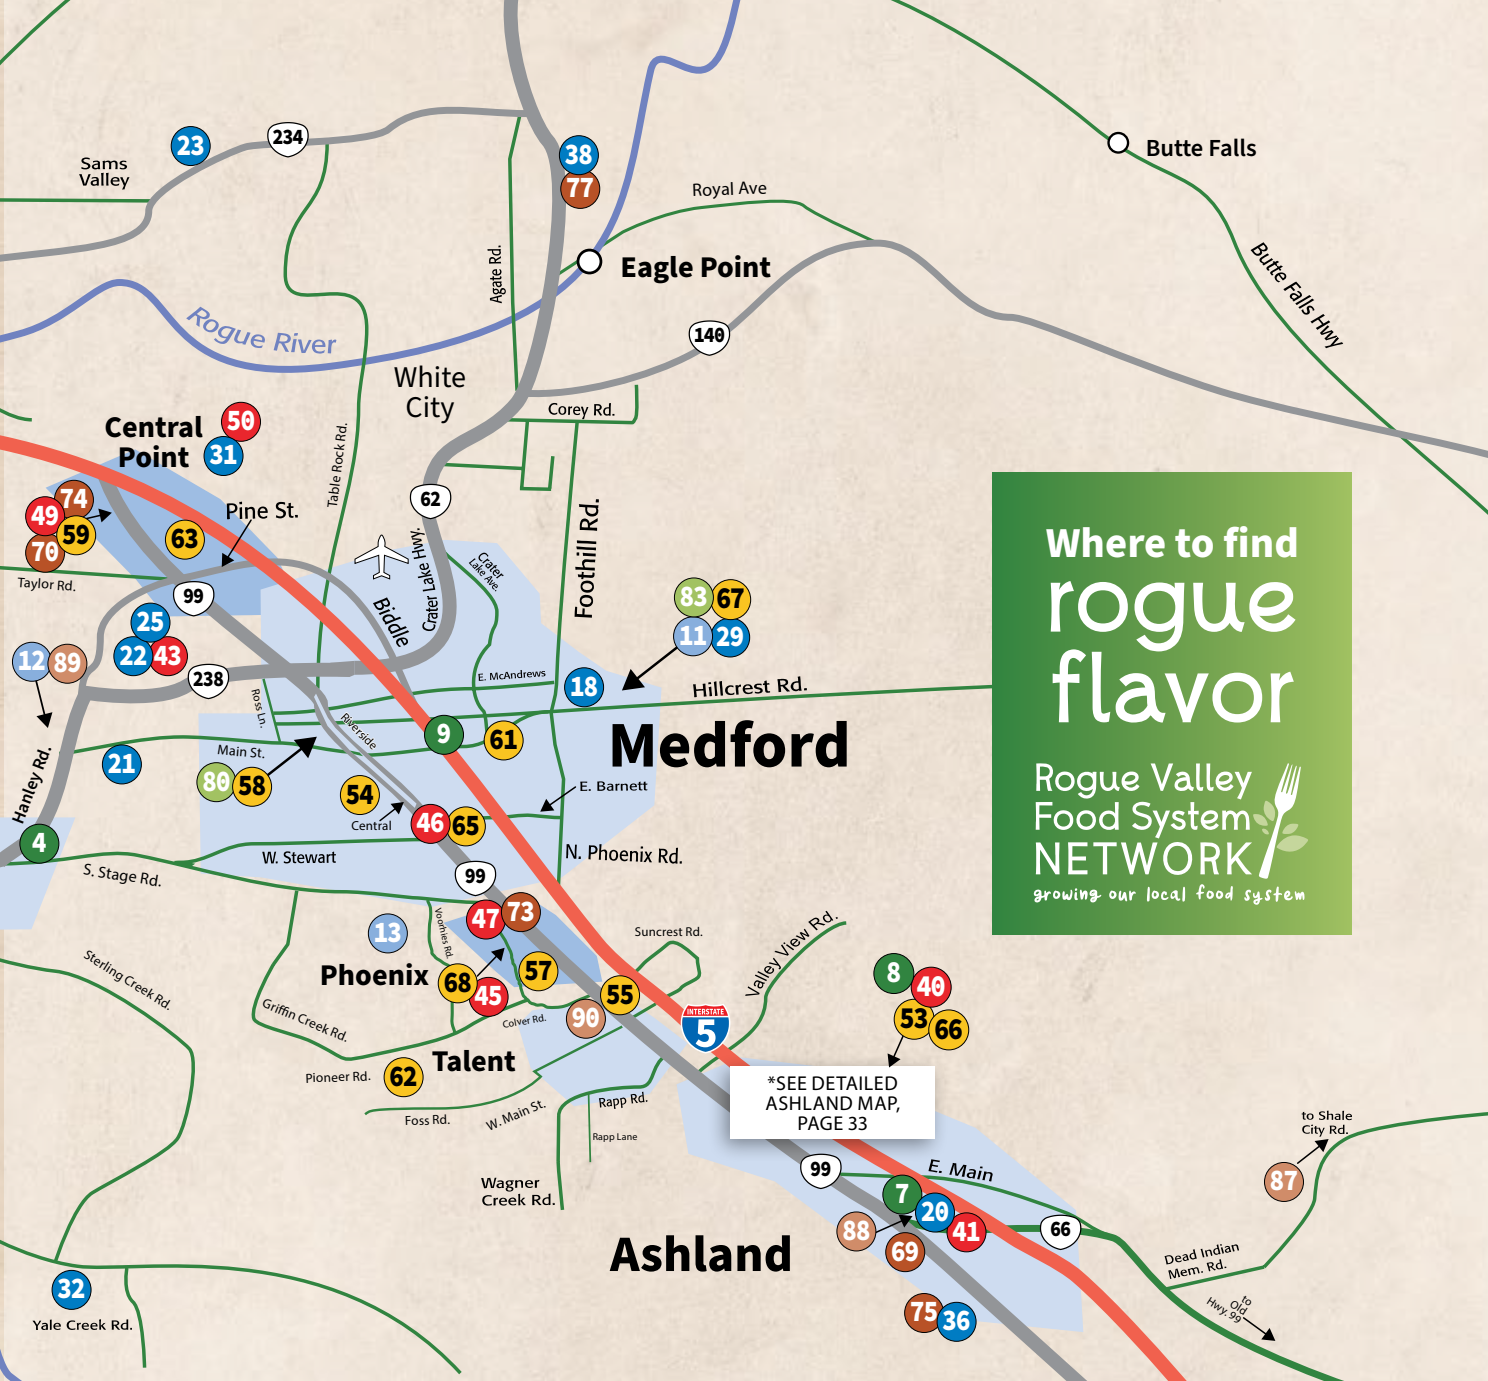 23
234
Sams
Valley
38
77
Butte Falls
Royal Ave
Agate Rd.
Eagle Point
Butte Falls Hwy
Rogue River
140
White
City
Corey Rd.
Central
Point
50
31
Table Rock Rd.
74
49
59
70
Pine St.
63
62
Taylor Rd.
99
Crater Lake Hwy.
Crater
Lake Ave.
Foothill Rd.
Biddle
25
22
43
12
89
238
83
67
11
29
E. McAndrews
18
Hillcrest Rd.
Ross Ln.
Riverside
9
61
Medford
Main St.
21
80
58
Hanley Rd.
54
Central
E. Barnett
46
65
4
W. Stewart
N. Phoenix Rd.
S. Stage Rd.
99
47
73
Voorhies Rd.
13
Phoenix
68
45
57
Suncrest Rd.
Valley View Rd.
55
90
Colver Rd.
INTERSTATE
5
Sterling Creek Rd.
Griffin Creek Rd.
Talent
Pioneer Rd.
62
Foss Rd.
W. Main St.
Rapp Rd.
Rapp Lane
Wagner
Creek Rd.
8
40
53
66
*SEE DETAILED
ASHLAND MAP,
PAGE 33
99
E. Main
7
20
41
88
69
66
Ashland
75
36
to Shale
City Rd.
87
Dead Indian
Mem. Rd.
to
Old
Hwy. 99
32
Yale Creek Rd.
Where to find
rogue
flavor
Rogue Valley
Food System
NETWORK
growing our local food system